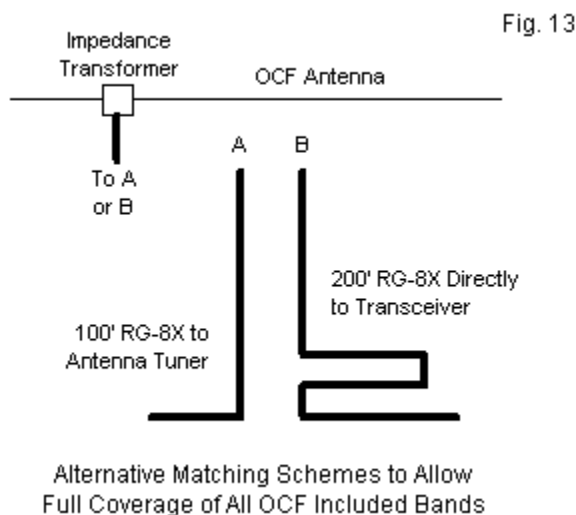 Fig. 13
Impedance
Transformer
OCF Antenna
To A
or B
A
B
200' RG-8X Directly
to Transceiver
100' RG-8X to
Antenna Tuner
Alternative Matching Schemes to Allow
Full Coverage of All OCF Included Bands